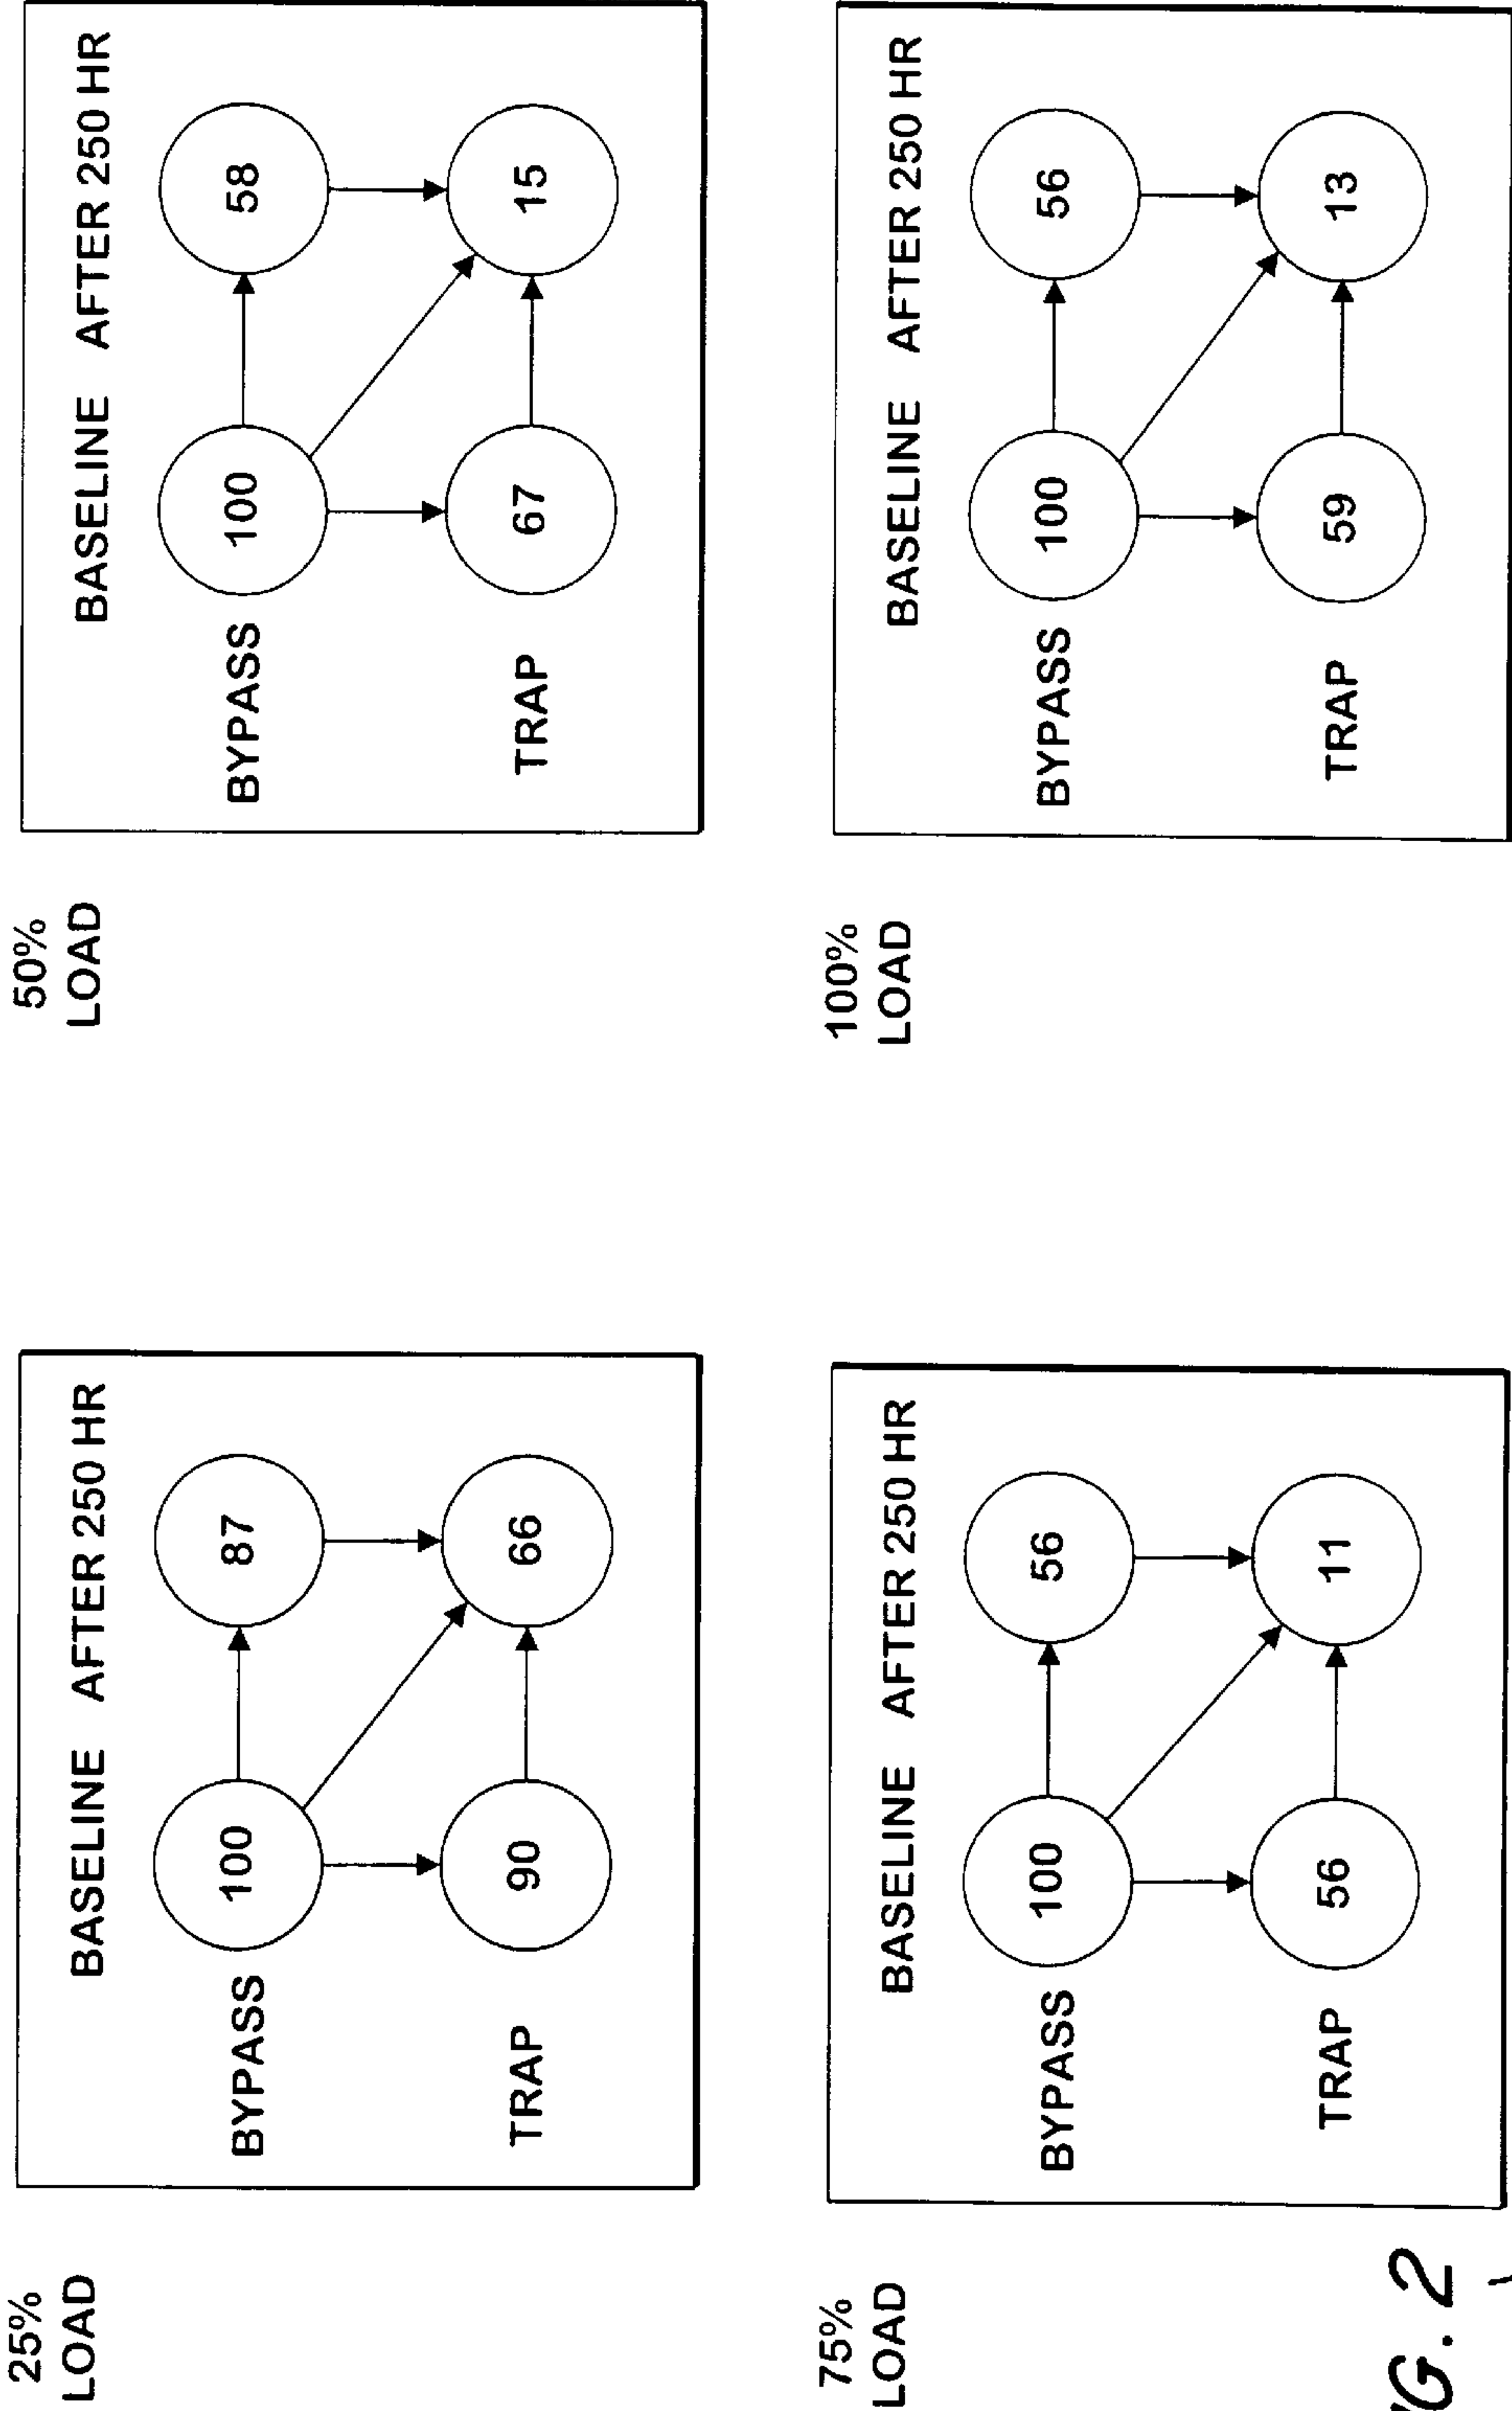 25%
LOAD
BASELINE AFTER 250 HR
BYPASS 100 87
TRAP 90 66
50%
LOAD
BASELINE AFTER 250 HR
BYPASS 100 58
TRAP 67 15
75%
LOAD
BASELINE AFTER 250 HR
BYPASS 100 56
TRAP 56 11
100%
LOAD
BASELINE AFTER 250 HR
BYPASS 100 56
TRAP 59 13
G. 2